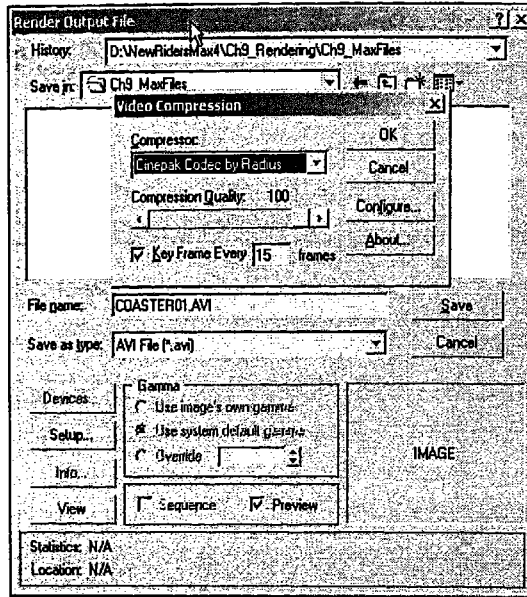 Render Output File
History: D:\NewRidersMax4\Ch9_Rendering\Ch9_MaxFiles
Save in: Ch9_MaxFiles
Video Compression
Compressor:
Cinepak Codec by Radius
OK
Cancel
Compression Quality: 100
Configure...
About...
Key Frame Every 15 frames
File name: COASTER01.AVI
Save
Save as type: AVI File (*.avi)
Cancel
Devices...
Setup...
Info...
View
Gamma
Use image's own gamma
Use system default gamma
Override
Sequence
Preview
IMAGE
Statistics: N/A
Location: N/A